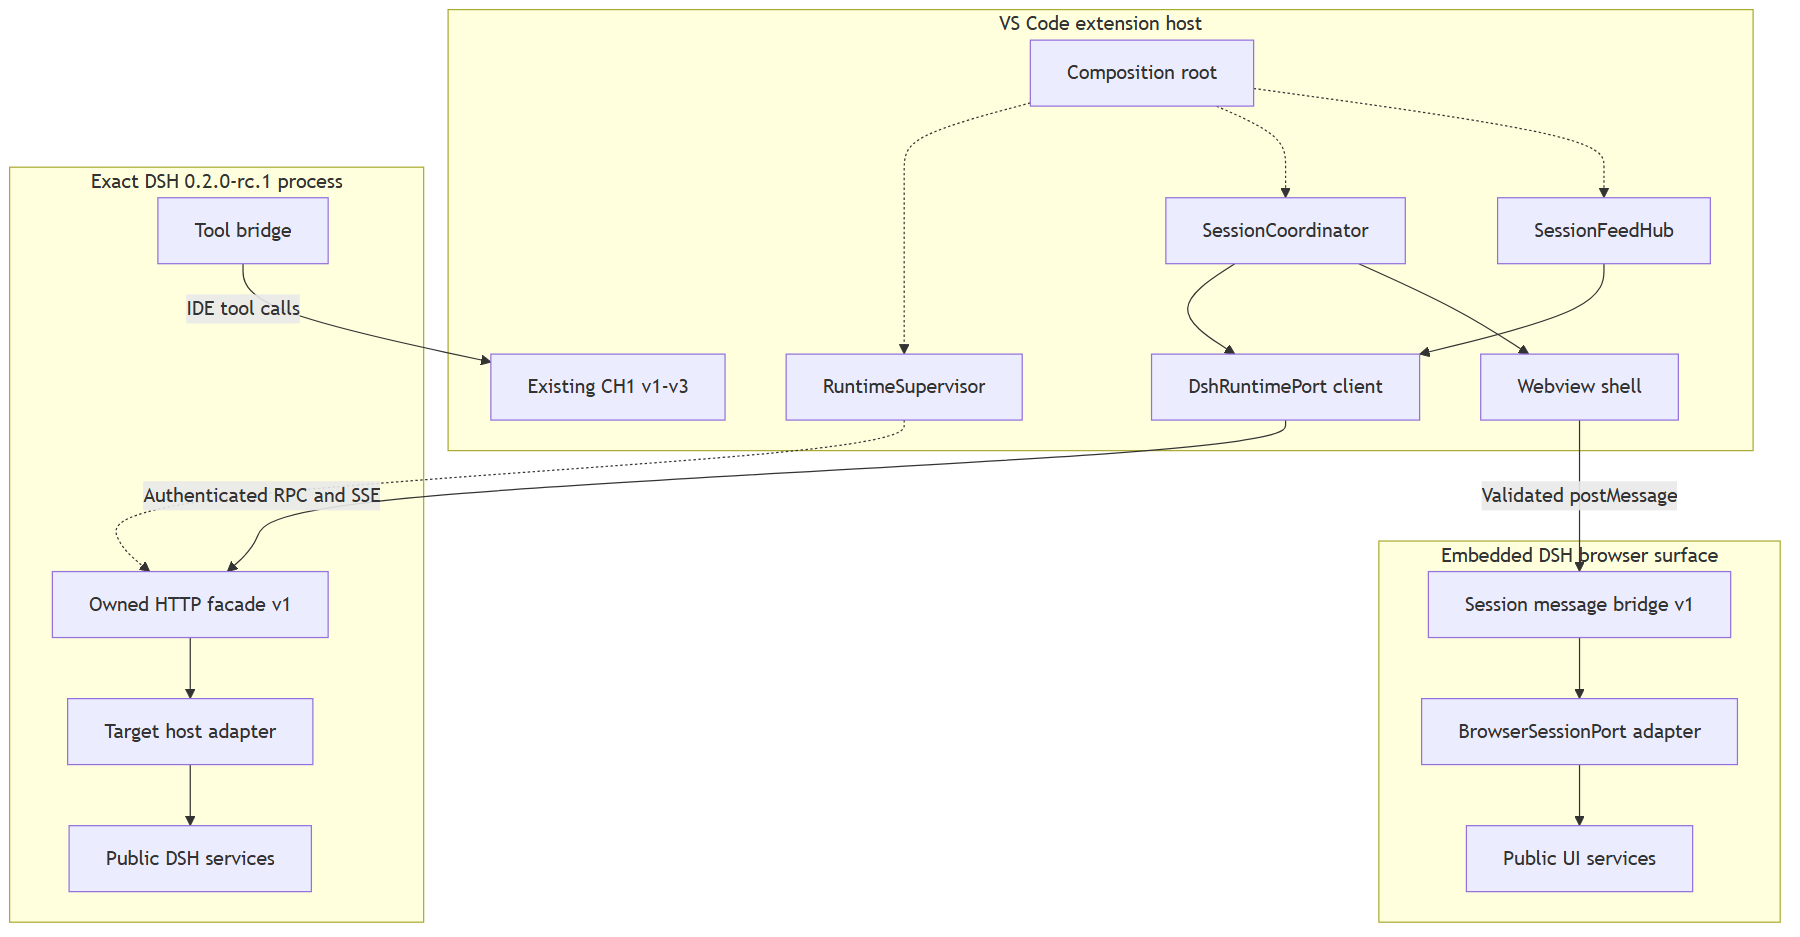 VS Code extension host
Composition root
Exact DSH 0.2.0-rc.1 process
Tool bridge
SessionCoordinator
SessionFeedHub
IDE tool calls
Existing CH1 v1-v3
RuntimeSupervisor
DshRuntimePort client
Webview shell
Authenticated RPC and SSE
Validated postMessage
Embedded DSH browser surface
Owned HTTP facade v1
Session message bridge v1
Target host adapter
BrowserSessionPort adapter
Public DSH services
Public UI services